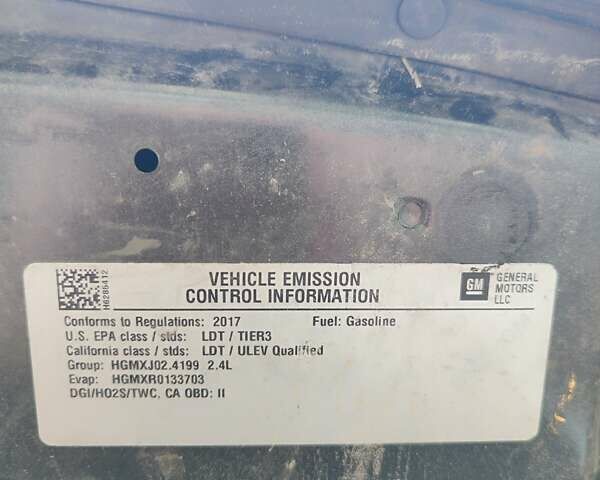 VEHICLE EMISSION
CONTROL INFORMATION
GM
GENERAL
MOTORS
LLC
Conforms to Regulations: 2017 Fuel: Gasoline
U.S. EPA class / stds: LDT / TIER3
California class / stds: LDT / ULEV Qualified
Group: HGMXJ02.4199 2.4L
Evap: HGMXR0133703
DGI/HO2S/TWC, CA OBD: II